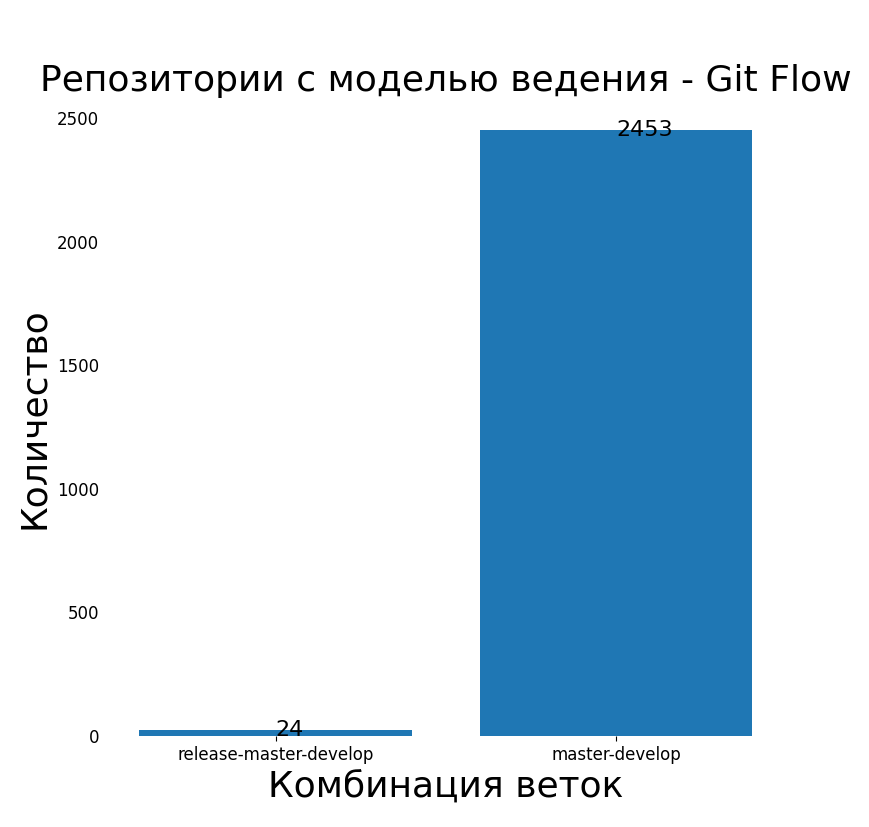 Репозитории с моделью ведения - Git Flow
2500
2453
2000
1500
1000
500
0
Количество
24
release-master-develop
master-develop
Комбинация веток